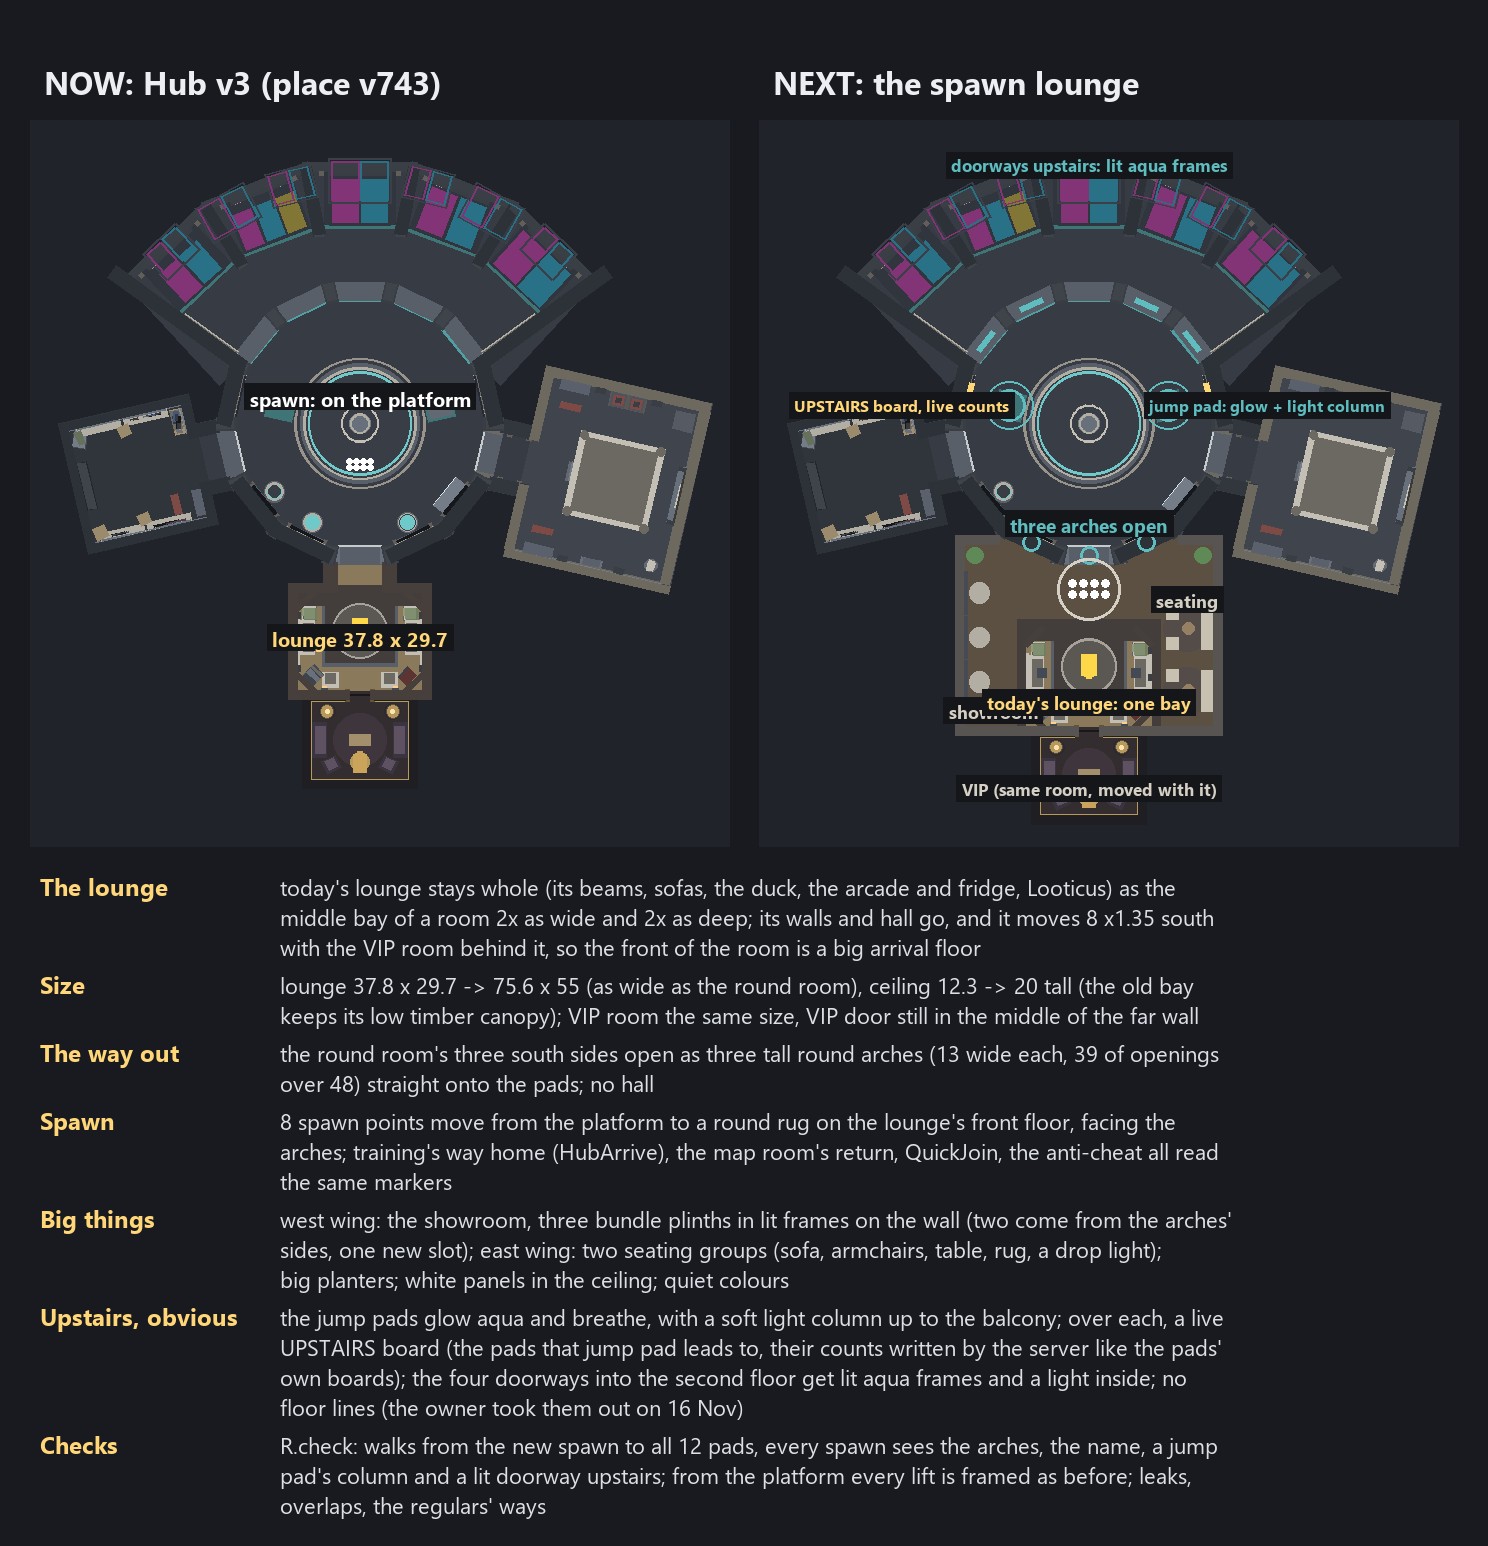 NOW: Hub v3 (place v743)
NEXT: the spawn lounge
spawn: on the platform
lounge 37.8 x 29.7
doorways upstairs: lit aqua frames
UPSTAIRS board, live counts
jump pad: glow + light column
three arches open
seating
today's lounge: one bay
VIP (same room, moved with it)
The lounge
today's lounge stays whole (its beams, sofas, the duck, the arcade and fridge, Looticus) as the
middle bay of a room 2x as wide and 2x as deep; its walls and hall go, and it moves 8 x1.35 south
with the VIP room behind it, so the front of the room is a big arrival floor
Size
lounge 37.8 x 29.7 -> 75.6 x 55 (as wide as the round room), ceiling 12.3 -> 20 tall (the old bay
keeps its low timber canopy); VIP room the same size, VIP door still in the middle of the far wall
The way out
the round room's three south sides open as three tall round arches (13 wide each, 39 of openings
over 48) straight onto the pads; no hall
Spawn
8 spawn points move from the platform to a round rug on the lounge's front floor, facing the
arches; training's way home (HubArrive), the map room's return, QuickJoin, the anti-cheat all read
the same markers
Big things
west wing: the showroom, three bundle plinths in lit frames on the wall (two come from the arches'
sides, one new slot); east wing: two seating groups (sofa, armchairs, table, rug, a drop light);
big planters; white panels in the ceiling; quiet colours
Upstairs, obvious
the jump pads glow aqua and breathe, with a soft light column up to the balcony; over each, a live
UPSTAIRS board (the pads that jump pad leads to, their counts written by the server like the pads'
own boards); the four doorways into the second floor get lit aqua frames and a light inside; no
floor lines (the owner took them out on 16 Nov)
Checks
R.check: walks from the new spawn to all 12 pads, every spawn sees the arches, the name, a jump
pad's column and a lit doorway upstairs; from the platform every lift is framed as before; leaks,
overlaps, the regulars' ways